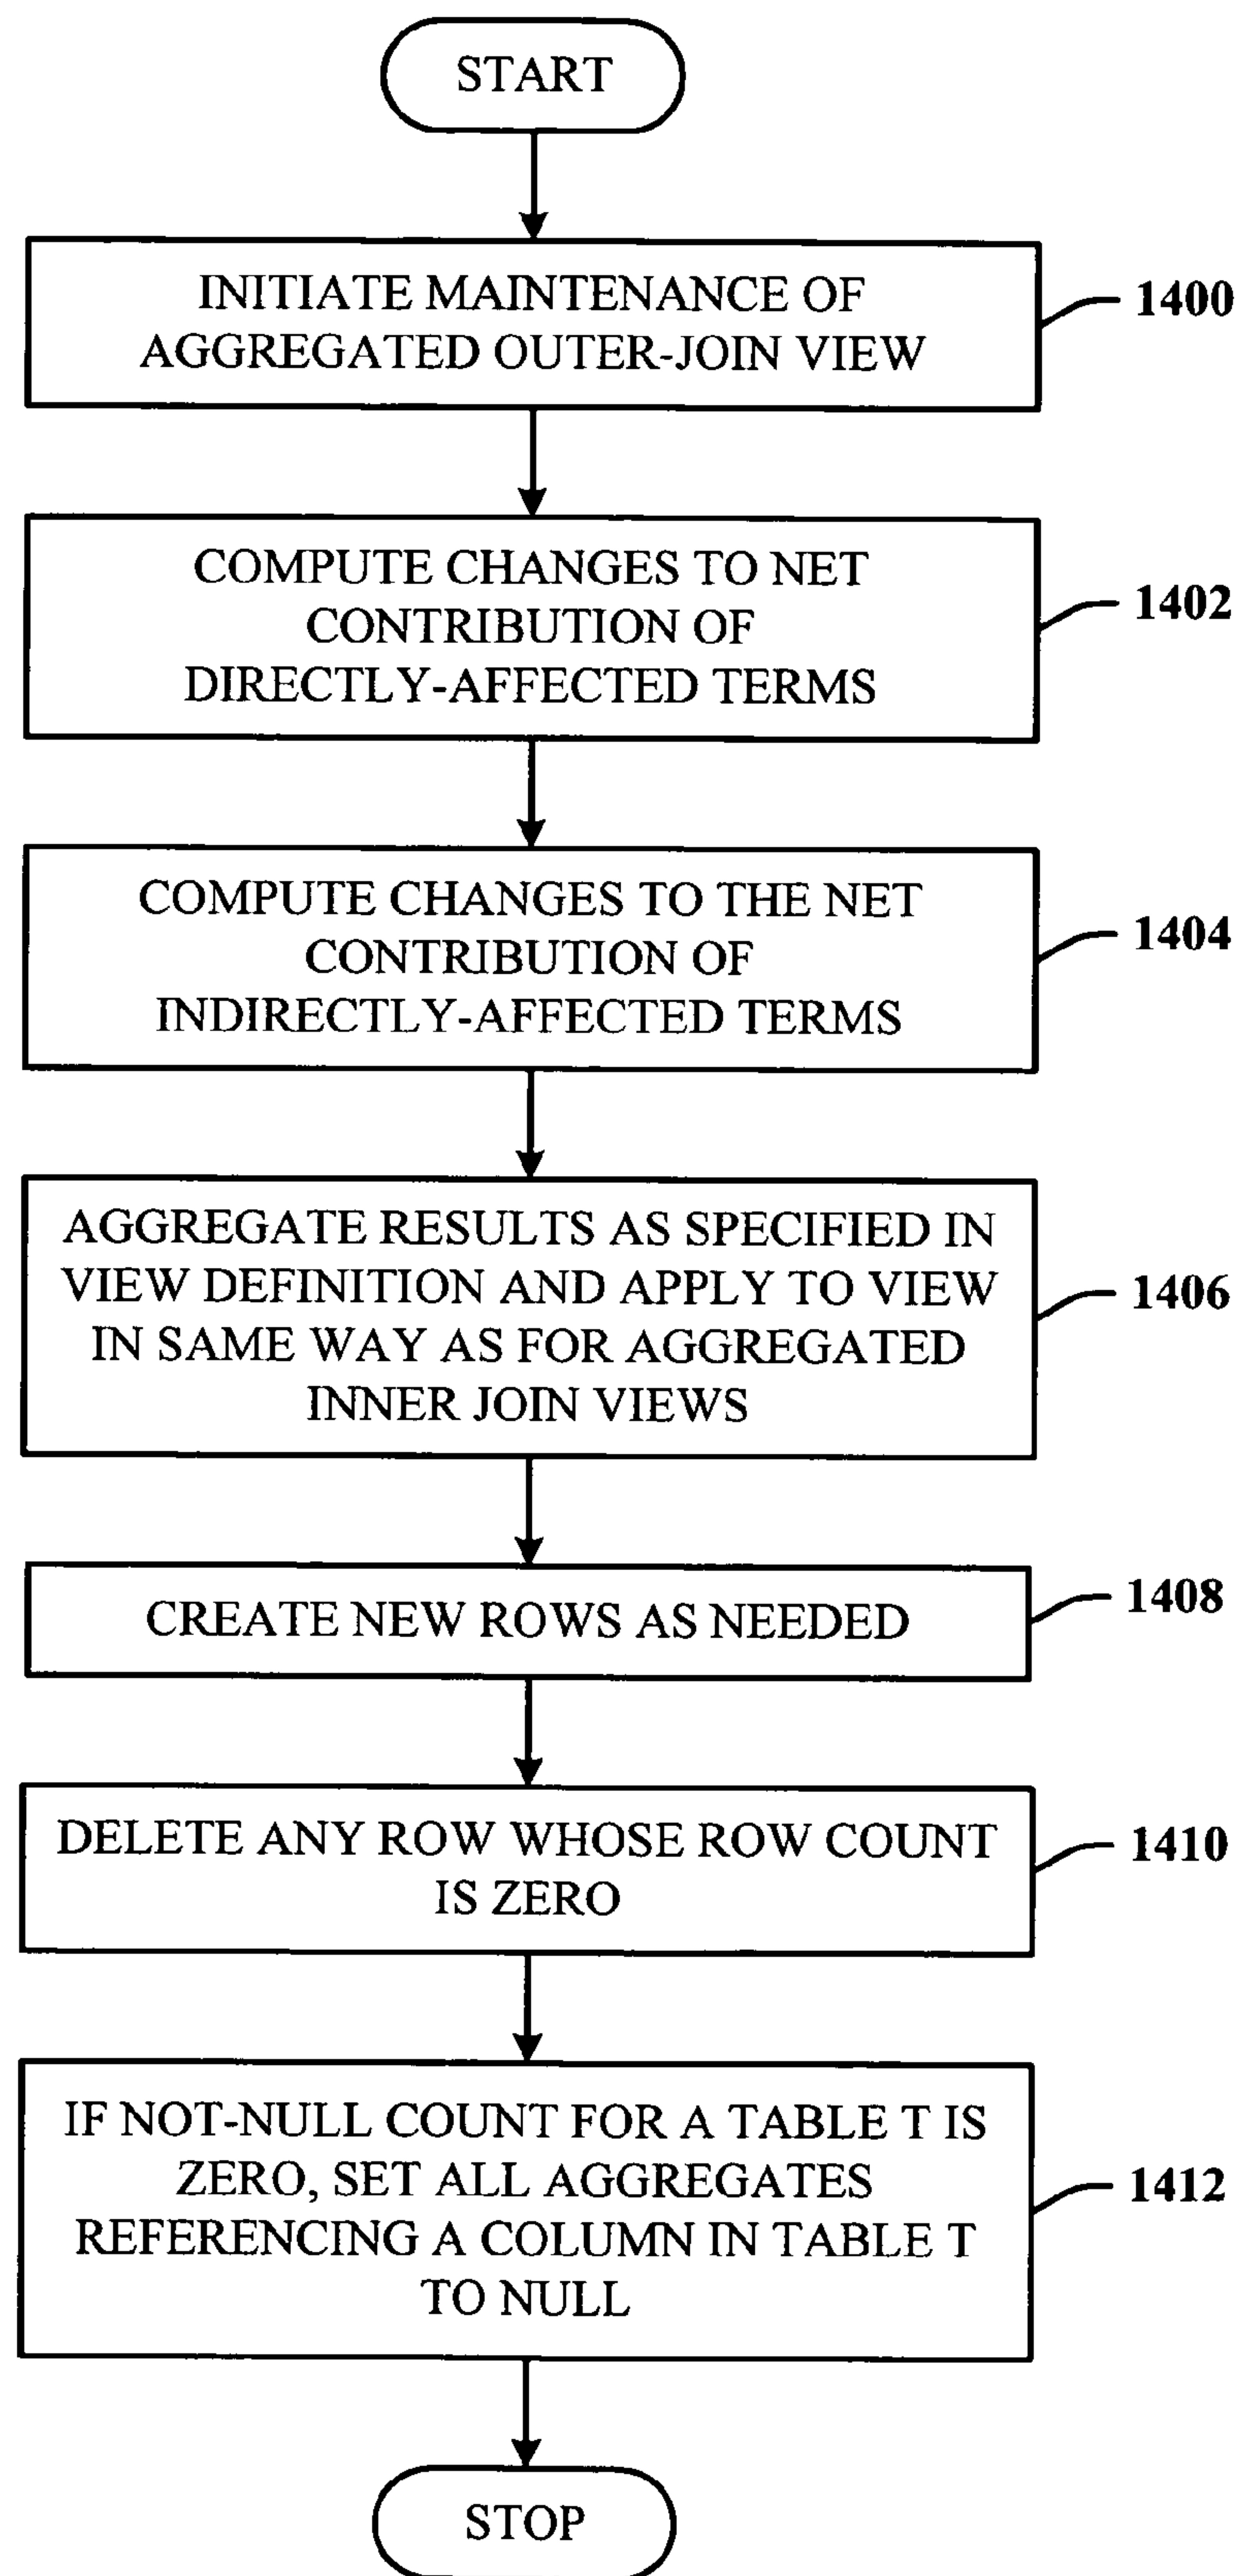 START
INITIATE MAINTENANCE OF
AGGREGATED OUTER-JOIN VIEW
1400
COMPUTE CHANGES TO NET
CONTRIBUTION OF
DIRECTLY-AFFECTED TERMS
1402
COMPUTE CHANGES TO THE NET
CONTRIBUTION OF
INDIRECTLY-AFFECTED TERMS
1404
AGGREGATE RESULTS AS SPECIFIED IN
VIEW DEFINITION AND APPLY TO VIEW
IN SAME WAY AS FOR AGGREGATED
INNER JOIN VIEWS
1406
CREATE NEW ROWS AS NEEDED
1408
DELETE ANY ROW WHOSE ROW COUNT
IS ZERO
1410
IF NOT-NULL COUNT FOR A TABLE T IS
ZERO, SET ALL AGGREGATES
REFERENCING A COLUMN IN TABLE T
TO NULL
1412
STOP